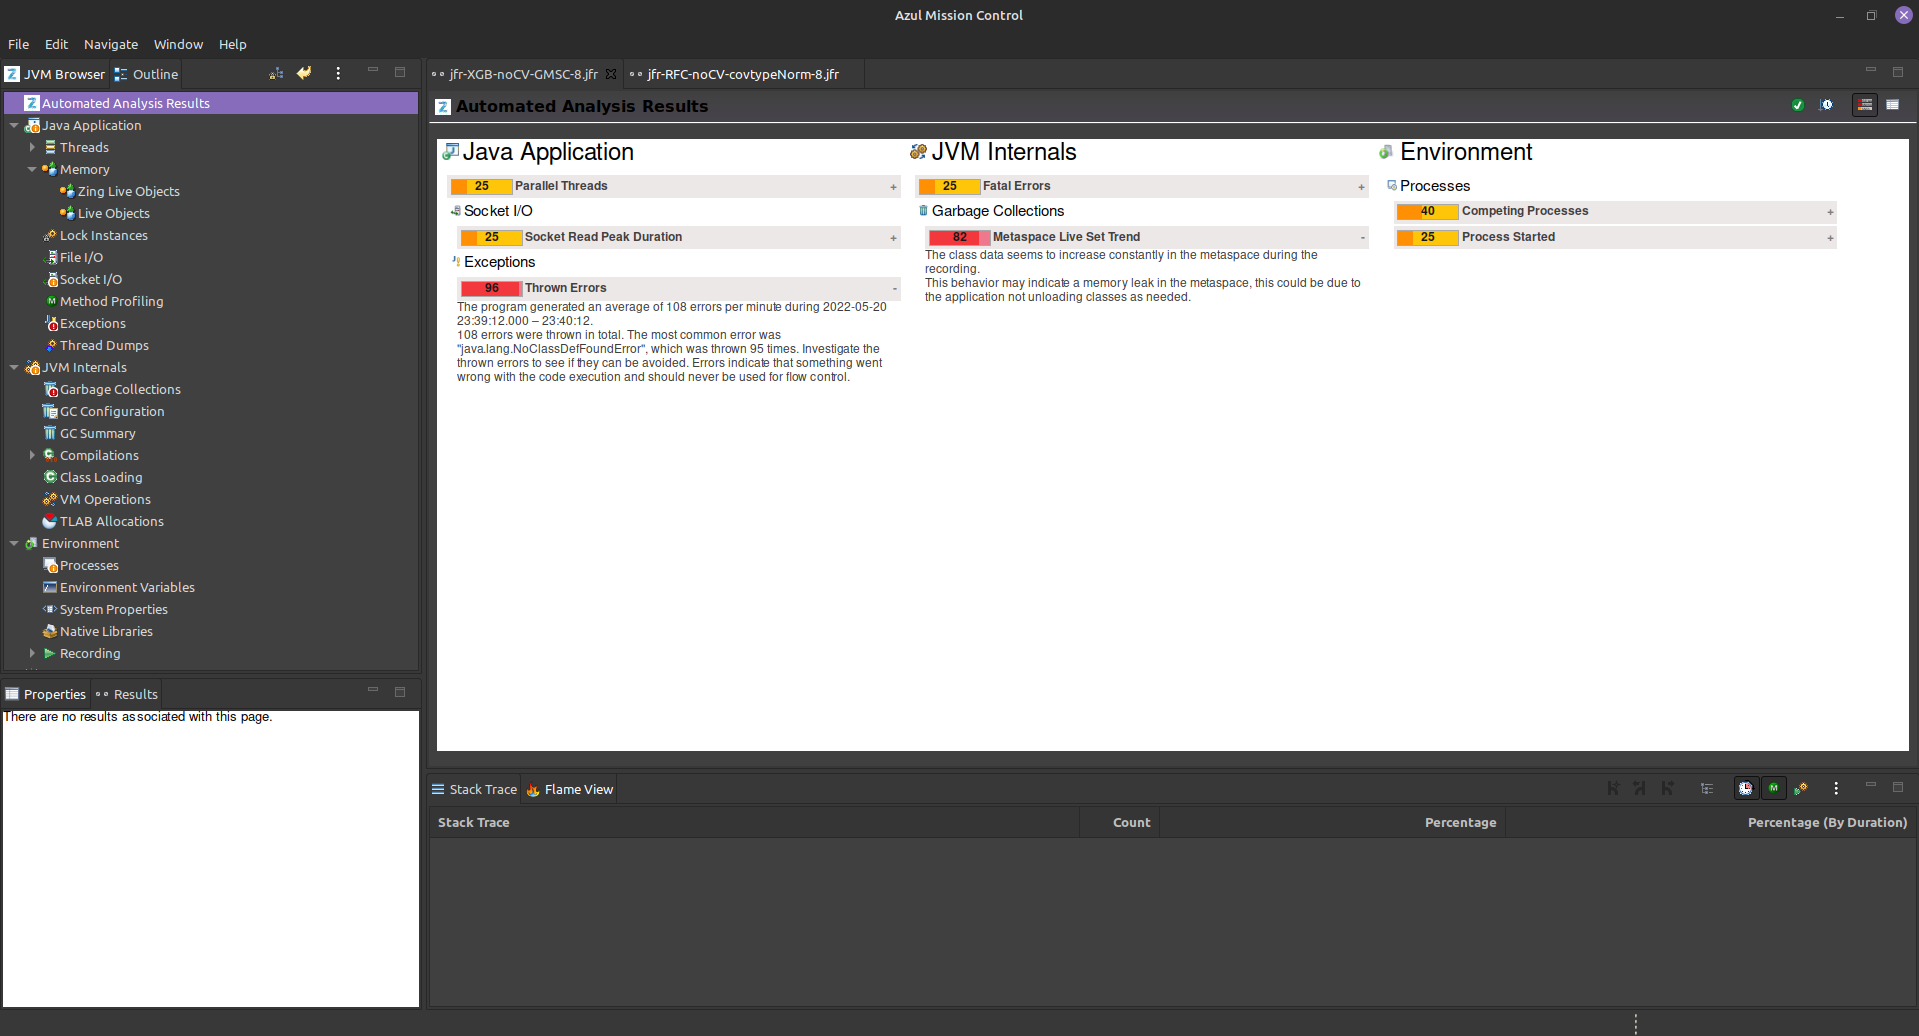 Azul Mission Control
File Edit Navigate Window Help
JVM Browser Outline
Automated Analysis Results
Java Application
Threads
Memory
Zing Live Objects
Live Objects
Lock Instances
File I/O
Socket I/O
Method Profiling
Exceptions
Thread Dumps
JVM Internals
Garbage Collections
GC Configuration
GC Summary
Compilations
Class Loading
VM Operations
TLAB Allocations
Environment
Processes
Environment Variables
System Properties
Native Libraries
Recording
Properties Results
There are no results associated with this page.
jfr-XGB-noCV-GMSC-8.jfr jfr-RFC-noCV-covtypeNorm-8.jfr
Automated Analysis Results
Java Application
25 Parallel Threads +
Socket I/O
25 Socket Read Peak Duration +
Exceptions
96 Thrown Errors -
The program generated an average of 108 errors per minute during 2022-05-20
23:39:12.000 – 23:40:12.
108 errors were thrown in total. The most common error was
"java.lang.NoClassDefFoundError", which was thrown 95 times. Investigate the
thrown errors to see if they can be avoided. Errors indicate that something went
wrong with the code execution and should never be used for flow control.
JVM Internals
25 Fatal Errors +
Garbage Collections
82 Metaspace Live Set Trend -
The class data seems to increase constantly in the metaspace during the
recording.
This behavior may indicate a memory leak in the metaspace, this could be due to
the application not unloading classes as needed.
Environment
Processes
40 Competing Processes +
25 Process Started +
Stack Trace Flame View
Stack Trace Count Percentage Percentage (By Duration)